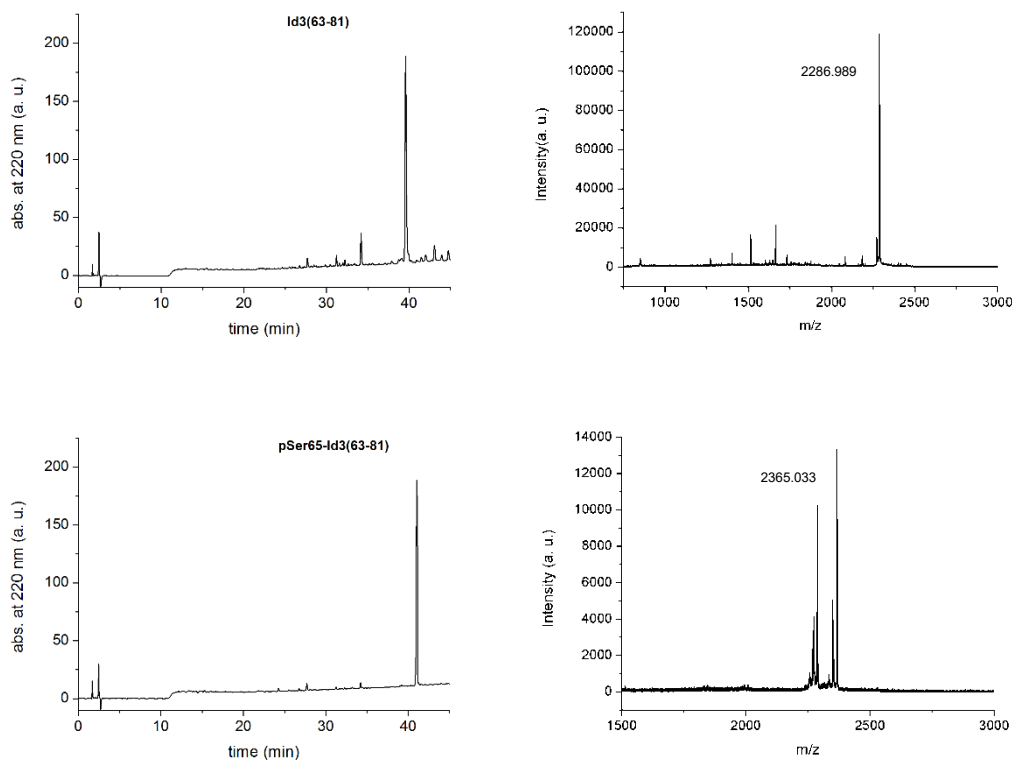 Id3(63-81)
abs. at 220 nm (a. u.)
200
150
100
50
0
0 10 20 30 40
time (min)
2286.989
Intensity(a. u.)
120000
100000
80000
60000
40000
20000
0
1000 1500 2000 2500 3000
m/z
pSer65-Id3(63-81)
abs. at 220 nm (a. u.)
200
150
100
50
0
0 10 20 30 40
time (min)
2365.033
Intensity (a. u.)
14000
12000
10000
8000
6000
4000
2000
0
1500 2000 2500 3000
m/z